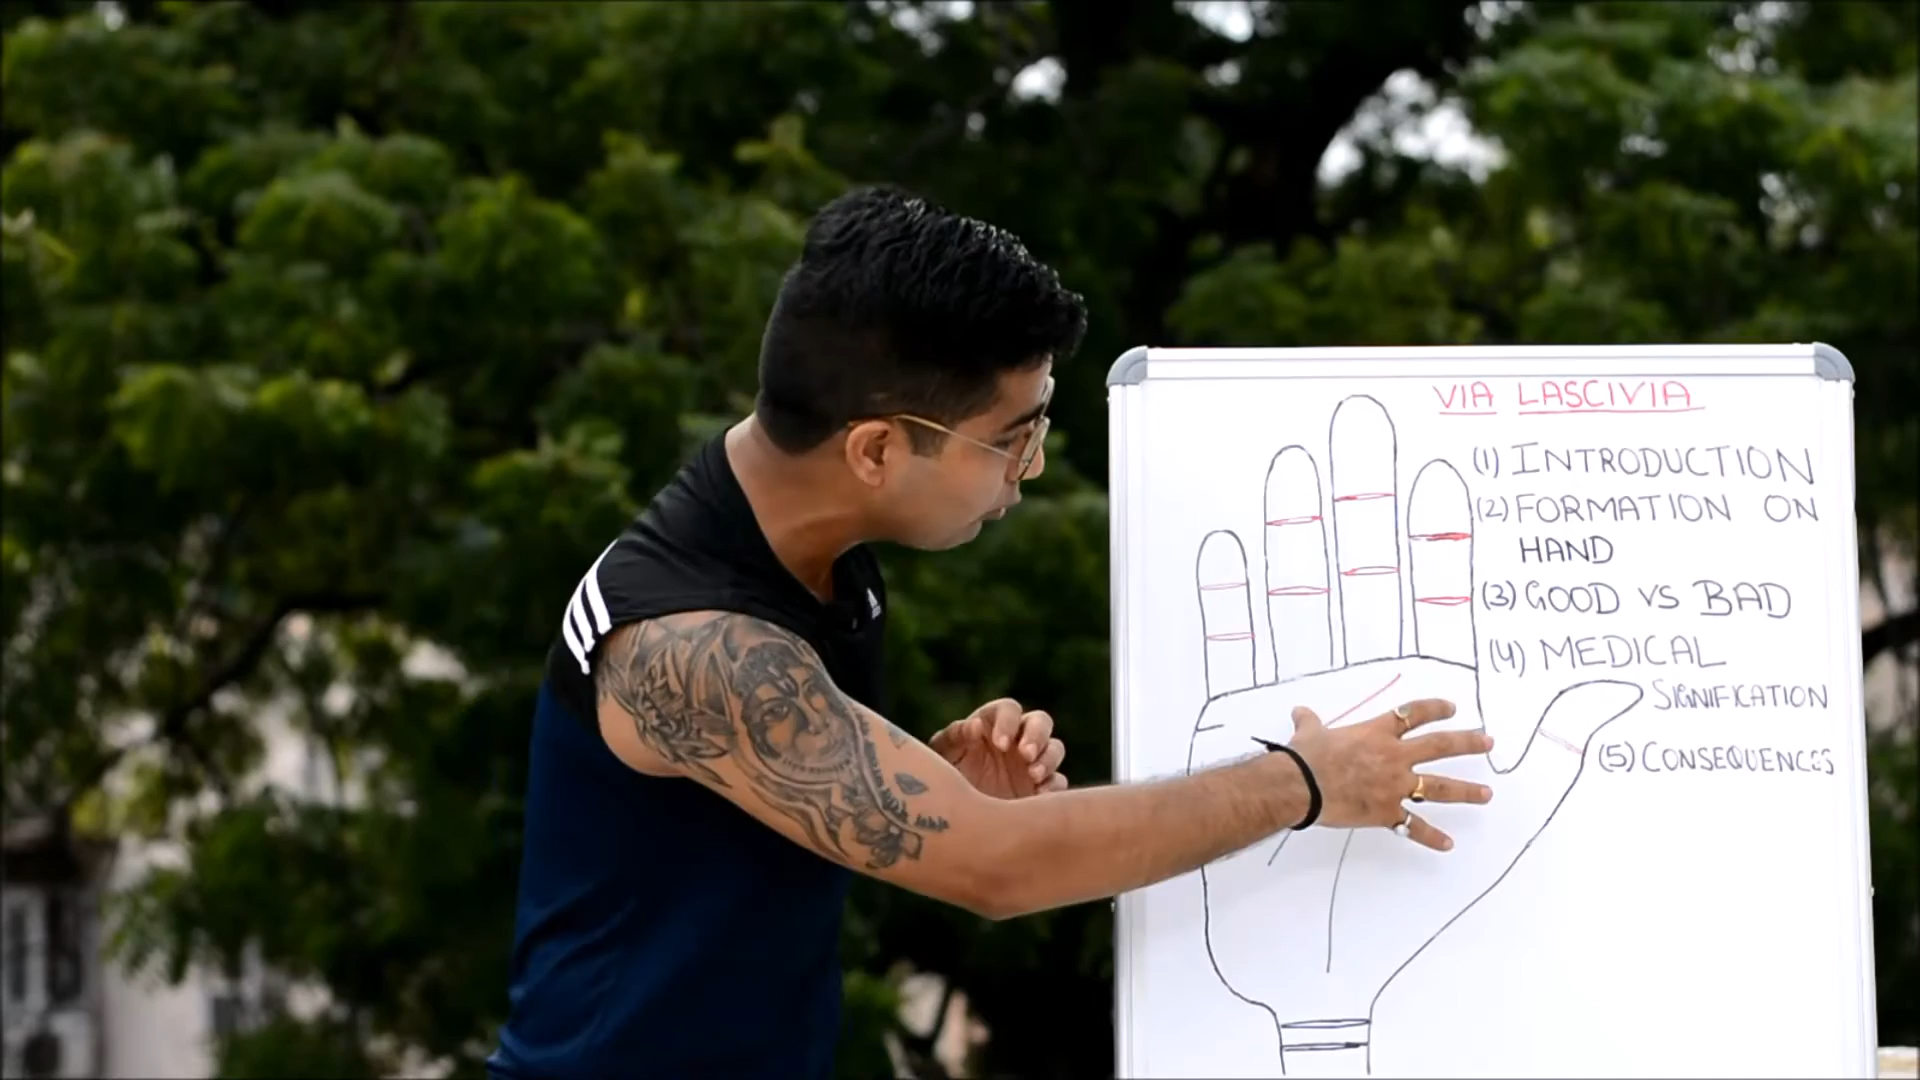 VIA LASCIVIA
(1) INTRODUCTION
(2) FORMATION ON
HAND
(3) GOOD VS BAD
(4) MEDICAL
SIGNIFICATION
(5) CONSEQUENCES